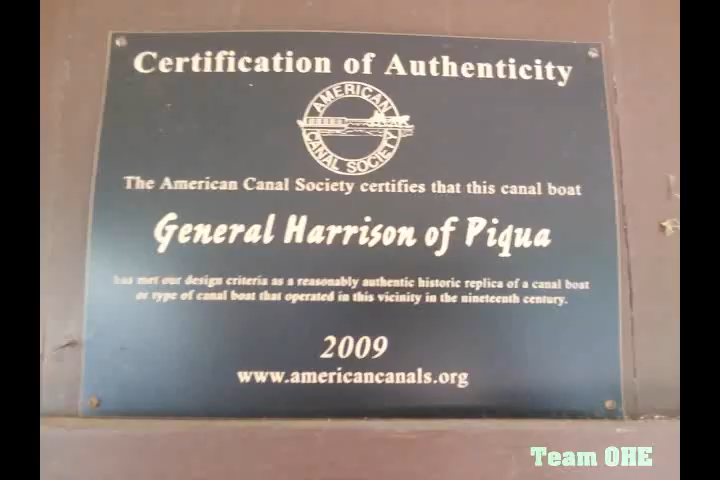 Certification of Authenticity
AMERICAN
CANAL SOCIETY
The American Canal Society certifies that this canal boat
General Harrison of Piqua
has met our design criteria as a reasonably authentic historic replica of a canal boat
or type of canal boat that operated in this vicinity in the nineteenth century.
2009
www.americancanals.org
Team OHE